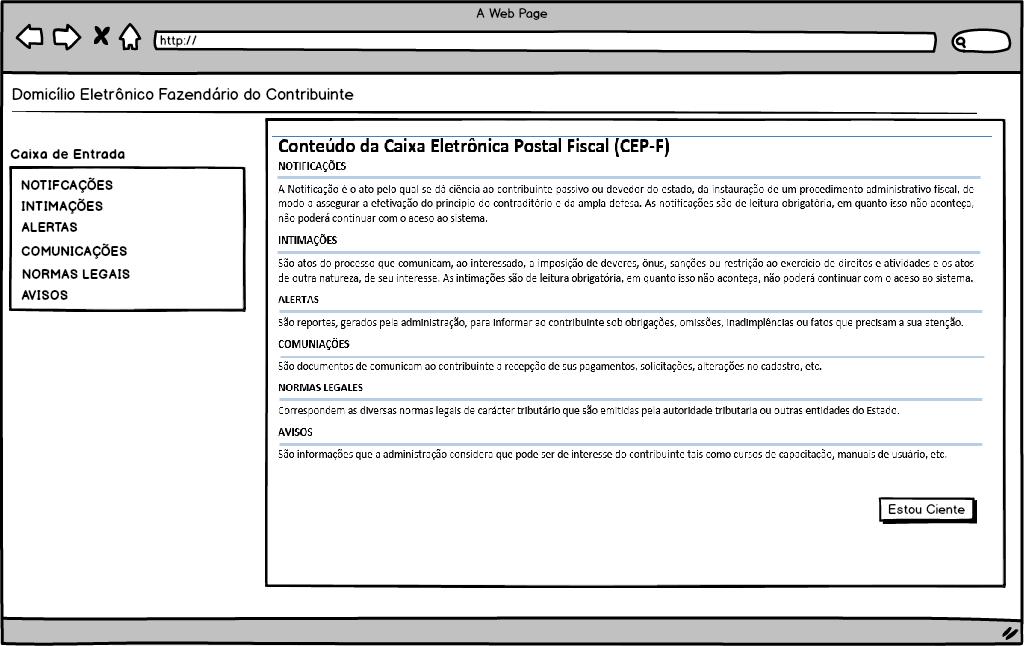 A Web Page
http://
Domicílio Eletrônico Fazendário do Contribuinte
Caixa de Entrada
NOTIFCAÇÕES
INTIMAÇÕES
ALERTAS
COMUNICAÇÕES
NORMAS LEGAIS
AVISOS
Conteúdo da Caixa Eletrônica Postal Fiscal (CEP-F)
NOTIFICAÇÕES
A Notificação é o ato pelo qual se dá ciência ao contribuinte passivo ou devedor do estado, da instauração de um procedimento administrativo fiscal, de
modo a assegurar a efetivação do principio do contraditório e da ampla defesa. As notificações são de leitura obrigatória, em quanto isso não aconteça,
não poderá continuar com o aceso ao sistema.
INTIMAÇÕES
São atos do processo que comunicam, ao interessado, a imposição de deveres, ônus, sanções ou restrição ao exercício de direitos e atividades e os atos
de outra natureza, de seu interesse. As intimações são de leitura obrigatória, em quanto isso não aconteça, não poderá continuar com o aceso ao sistema.
ALERTAS
São reportes, gerados pela administração, para informar ao contribuinte sob obrigações, omissões, inadimplências ou fatos que precisam a sua atenção.
COMUNIAÇÕES
São documentos de comunicam ao contribuinte a recepção de sus pagamentos, solicitações, alterações no cadastro, etc.
NORMAS LEGALES
Correspondem as diversas normas legais de carácter tributário que são emitidas pela autoridade tributaria ou outras entidades do Estado.
AVISOS
São informações que a administração considera que pode ser de interesse do contribuinte tais como cursos de capacitação, manuais de usuário, etc.
Estou Ciente